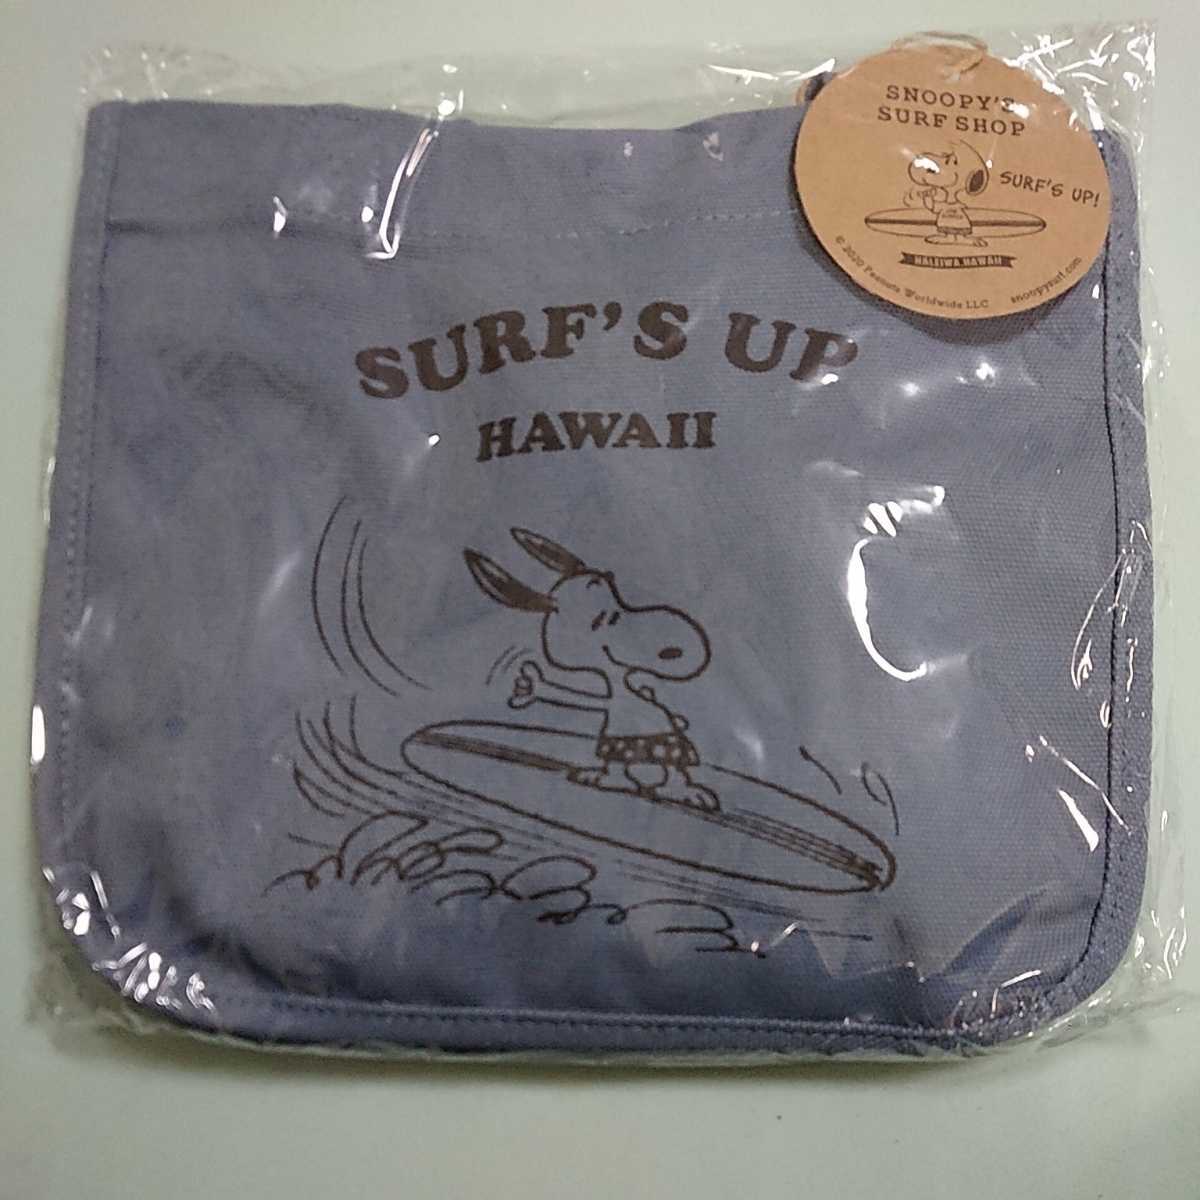 SNOOPY'S
SURF SHOP
SURF'S UP!
HALEIWA, HAWAII
© 2020 Peanuts Worldwide LLC snoopysurf.com
SURF'S UP
HAWAII